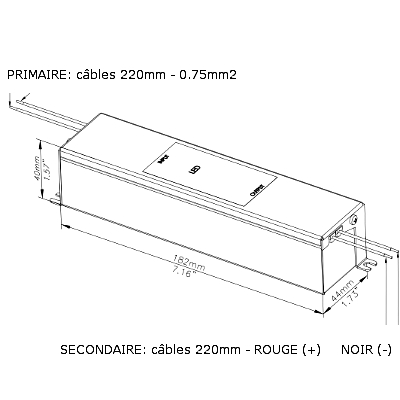 PRIMAIRE: câbles 220mm - 0.75mm2
INPUT
LED
OUTPUT
40mm
1.57"
182mm
7.16"
44mm
1.73"
SECONDAIRE: câbles 220mm - ROUGE (+) NOIR (-)